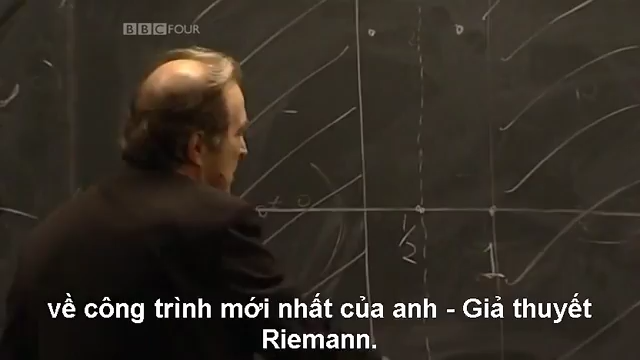 BBC FOUR
1/2
1
về công trình mới nhất của anh - Giả thuyết
Riemann.